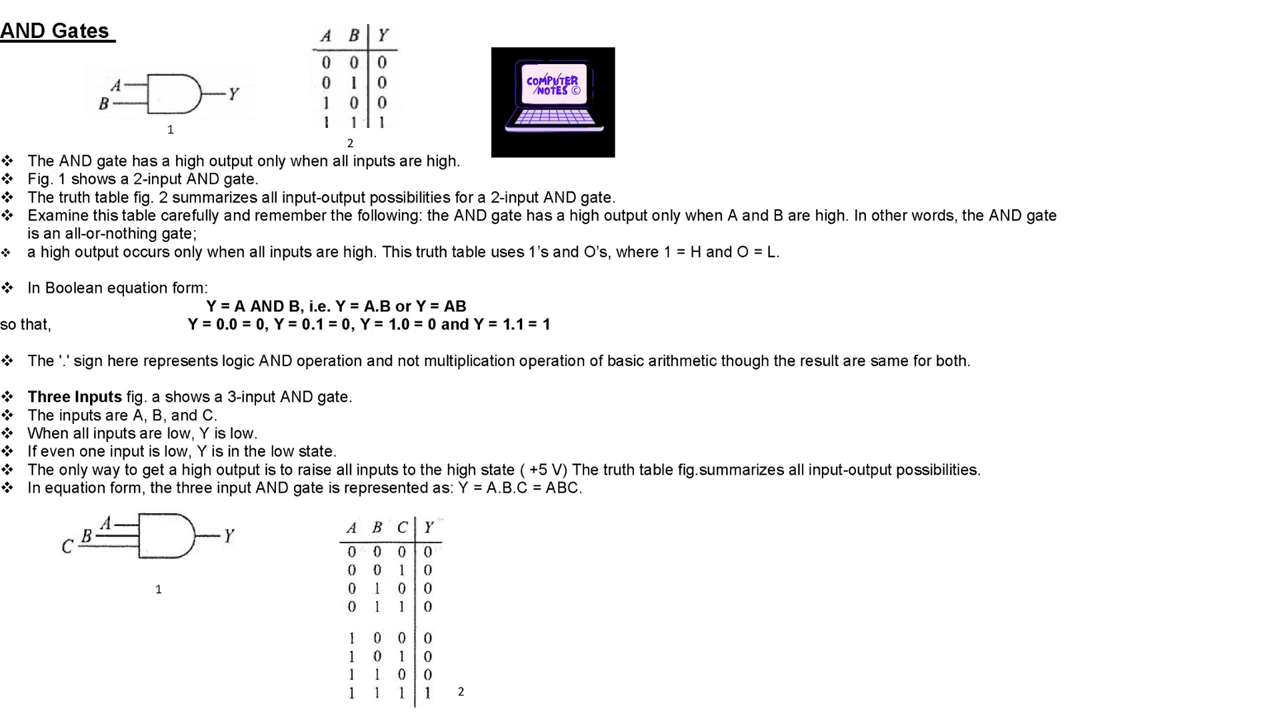 AND Gates
A B Y
0 0 0
0 1 0
1 0 0
1 1 1
A
B
Y
1
2
COMPUTER
NOTES ©
❖ The AND gate has a high output only when all inputs are high.
❖ Fig. 1 shows a 2-input AND gate.
❖ The truth table fig. 2 summarizes all input-output possibilities for a 2-input AND gate.
❖ Examine this table carefully and remember the following: the AND gate has a high output only when A and B are high. In other words, the AND gate
is an all-or-nothing gate;
❖ a high output occurs only when all inputs are high. This truth table uses 1’s and O’s, where 1 = H and O = L.
❖ In Boolean equation form:
Y = A AND B, i.e. Y = A.B or Y = AB
so that, Y = 0.0 = 0, Y = 0.1 = 0, Y = 1.0 = 0 and Y = 1.1 = 1
❖ The '.' sign here represents logic AND operation and not multiplication operation of basic arithmetic though the result are same for both.
❖ Three Inputs fig. a shows a 3-input AND gate.
❖ The inputs are A, B, and C.
❖ When all inputs are low, Y is low.
❖ If even one input is low, Y is in the low state.
❖ The only way to get a high output is to raise all inputs to the high state ( +5 V) The truth table fig.summarizes all input-output possibilities.
❖ In equation form, the three input AND gate is represented as: Y = A.B.C = ABC.
A
B
C
Y
1
A B C Y
0 0 0 0
0 0 1 0
0 1 0 0
0 1 1 0
1 0 0 0
1 0 1 0
1 1 0 0
1 1 1 1
2